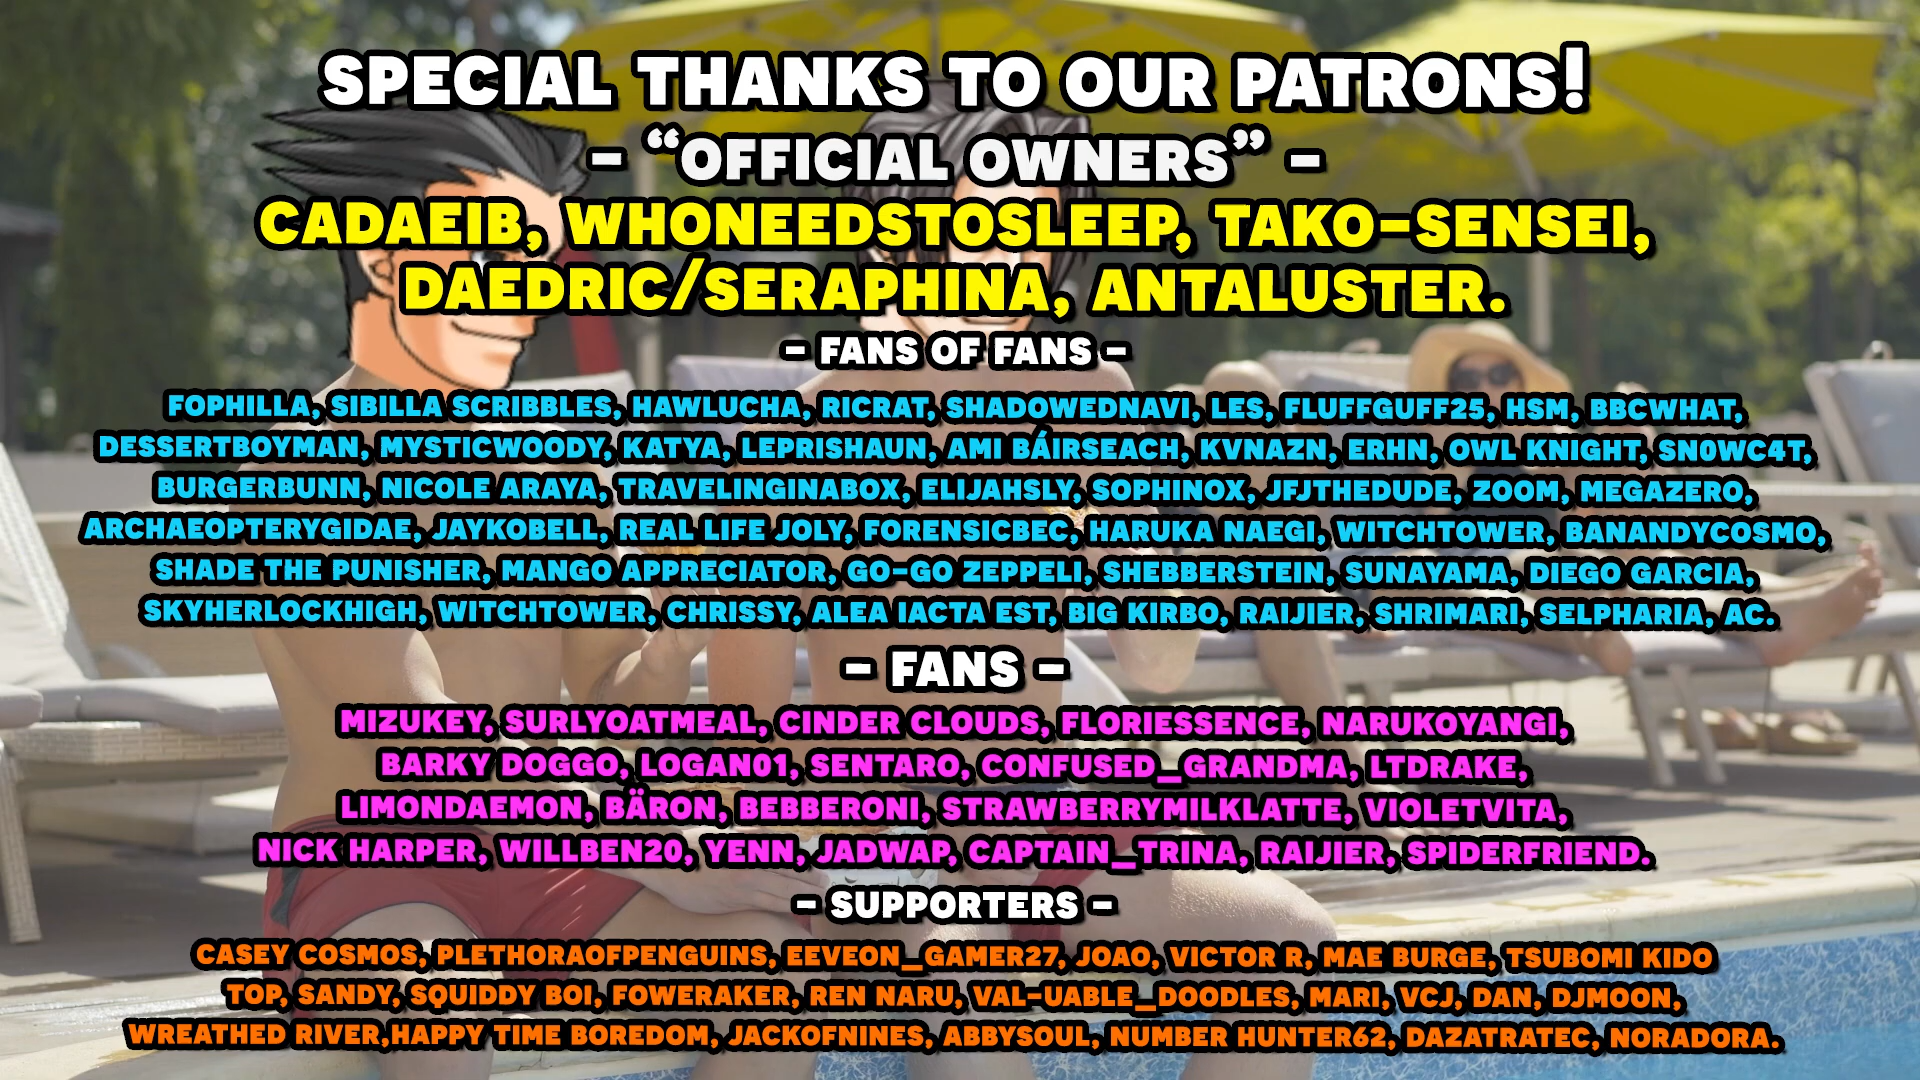 SPECIAL THANKS TO OUR PATRONS!
- “OFFICIAL OWNERS” -
CADAEIB, WHONEEDSTOSLEEP, TAKO-SENSEI,
DAEDRIC/SERAPHINA, ANTALUSTER.
- FANS OF FANS -
FOPHILLA, SIBILLA SCRIBBLES, HAWLUCHA, RICRAT, SHADOWEDNAVI, LES, FLUFFGUFF25, HSM, BBCWHAT,
DESSERTBOYMAN, MYSTICWOODY, KATYA, LEPRISHAUN, AMI BÁIRSEACH, KVNAZN, ERHN, OWL KNIGHT, SN0WC4T,
BURGERBUNN, NICOLE ARAYA, TRAVELINGINABOX, ELIJAHSLY, SOPHINOX, JFJTHEDUDE, ZOOM, MEGAZERO,
ARCHAEOPTERYGIDAE, JAYKOBELL, REAL LIFE JOLY, FORENSICBEC, HARUKA NAEGI, WITCHTOWER, BANANDYCOSMO,
SHADE THE PUNISHER, MANGO APPRECIATOR, GO-GO ZEPPELI, SHEBBERSTEIN, SUNAYAMA, DIEGO GARCIA,
SKYHERLOCKHIGH, WITCHTOWER, CHRISSY, ALEA IACTA EST, BIG KIRBO, RAIJIER, SHRIMARI, SELPHARIA, AC.
- FANS -
MIZUKEY, SURLYOATMEAL, CINDER CLOUDS, FLORIESSENCE, NARUKOYANGI,
BARKY DOGGO, LOGAN01, SENTARO, CONFUSED_GRANDMA, LTDRAKE,
LIMONDAEMON, BÄRON, BEBBERONI, STRAWBERRYMILKLATTE, VIOLETVITA,
NICK HARPER, WILLBEN20, YENN, JADWAP, CAPTAIN_TRINA, RAIJIER, SPIDERFRIEND.
- SUPPORTERS -
CASEY COSMOS, PLETHORAOFPENGUINS, EEVEON_GAMER27, JOAO, VICTOR R, MAE BURGE, TSUBOMI KIDO
TOP, SANDY, SQUIDDY BOI, FOWERAKER, REN NARU, VAL-UABLE_DOODLES, MARI, VCJ, DAN, DJMOON,
WREATHED RIVER,HAPPY TIME BOREDOM, JACKOFNINES, ABBYSOUL, NUMBER HUNTER62, DAZATRATEC, NORADORA.